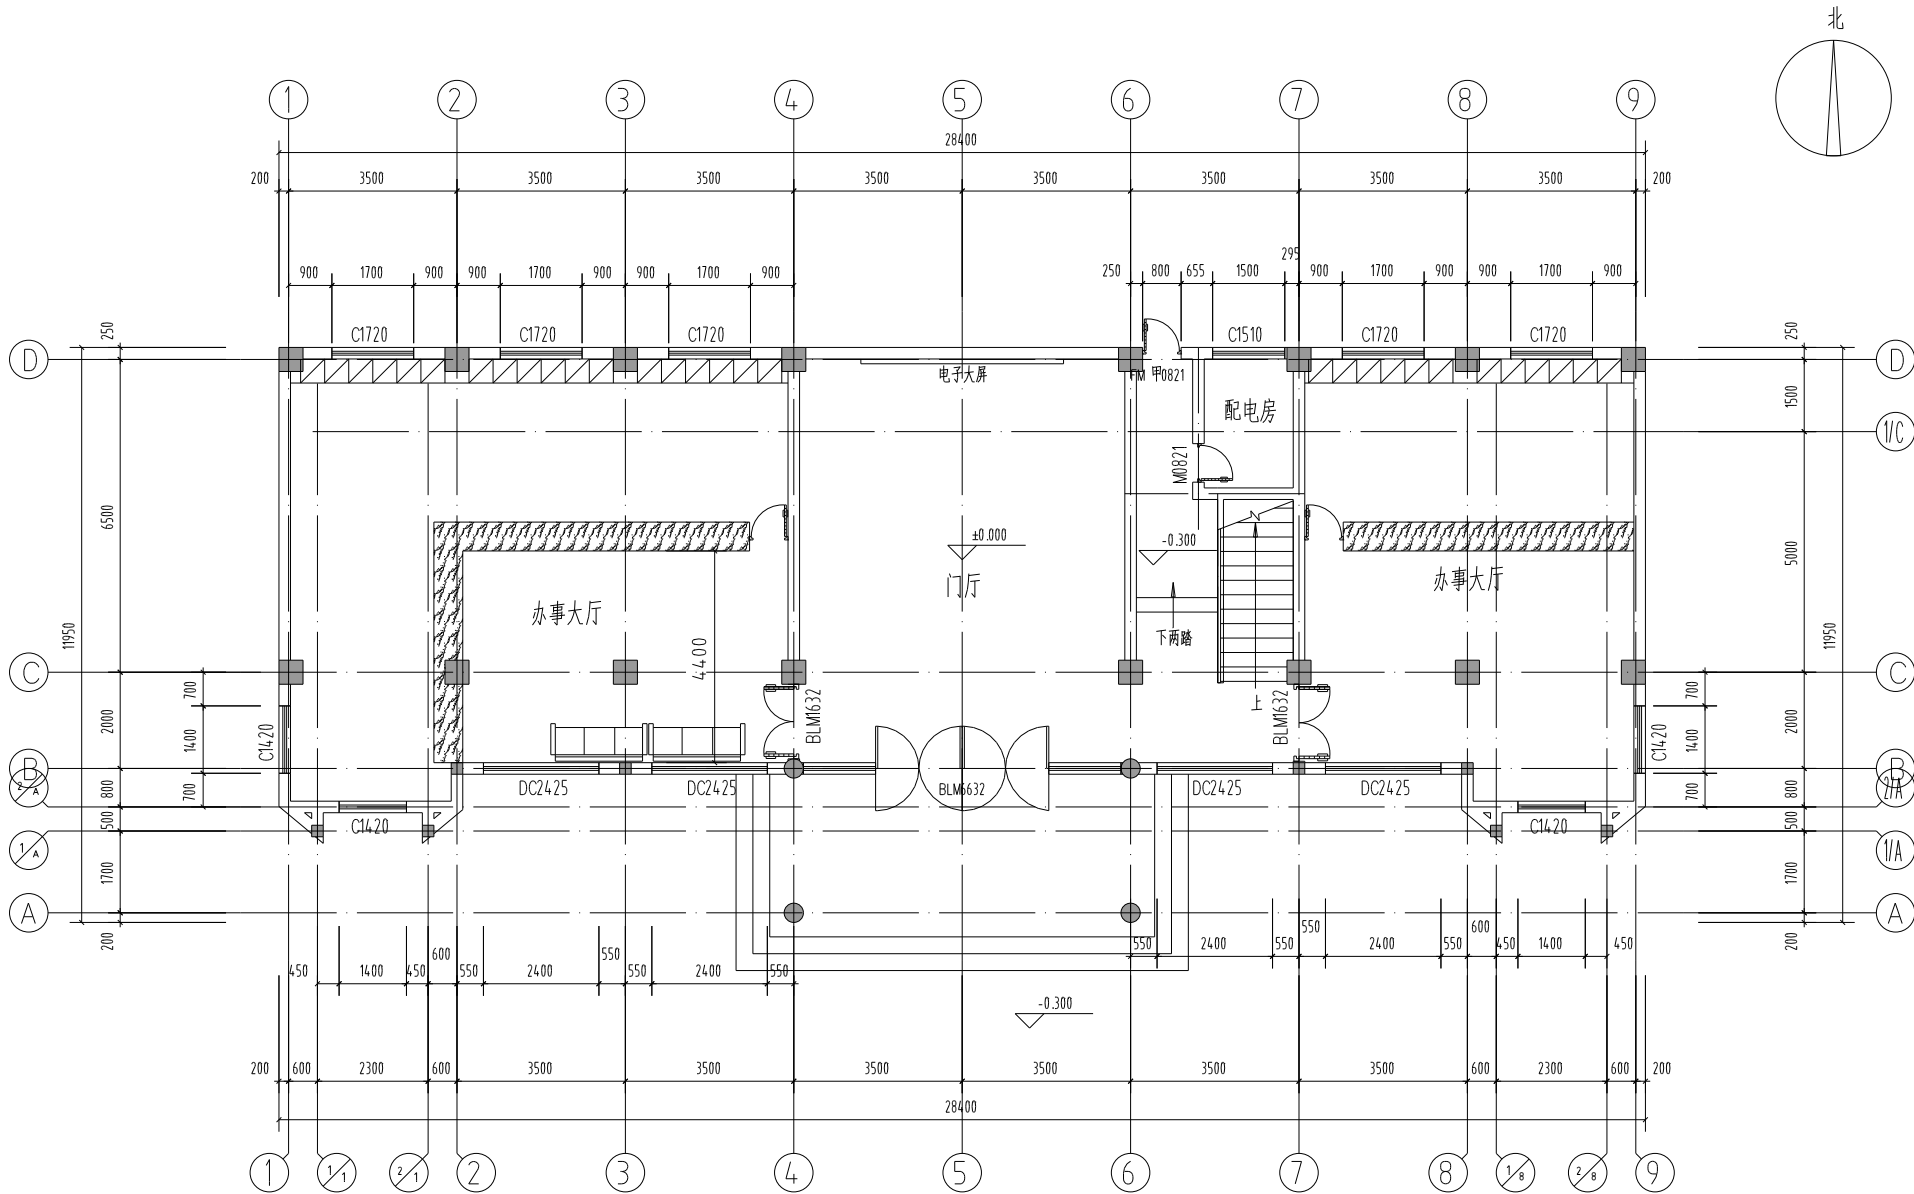 北
1 2 3 4 5 6 7 8 9
28400
200 3500 3500 3500 3500 3500 3500 3500 3500 200
295
900 1700 900 900 1700 900 900 1700 900 250 800 655 1500 900 1700 900 900 1700 900
250 C1720 C1720 C1720 C1510 C1720 C1720 250
D D
电子大屏 FM 甲0821
1500
配电房
1/C
M0821
6500
±0.000
-0.300
5000
门厅
办事大厅
办事大厅
11950 11950
下两踏
4400
C C
700 700
上
BLM1632 BLM1632
2000 2000
C1420 1400 1400 C1420
B B
2/A 800 700 DC2425 DC2425 BLM6632 DC2425 DC2425 700 800 2/A
500 C1420 C1420 500
1/A 1/A
1700 1700
A A
200 200
550 600
550 2400 550 2400 550 450 1400 450
600 550
450 1400 450 550 2400 550 2400 550
-0.300
200 600 2300 600 3500 3500 3500 3500 3500 3500 600 2300 600 200
28400
1 1/1 2/1 2 3 4 5 6 7 8 1/8 2/8 9